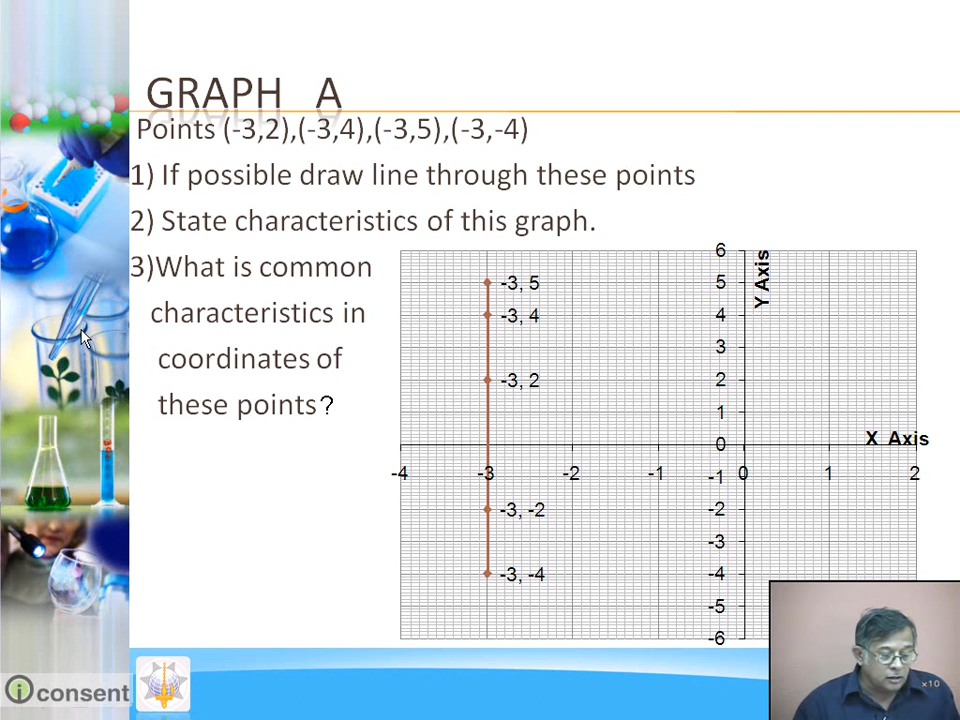 GRAPH A
Points (-3,2),(-3,4),(-3,5),(-3,-4)
1) If possible draw line through these points
2) State characteristics of this graph.
3)What is common
characteristics in
coordinates of
these points?
6
5
4
3
2
1
0
-1
-2
-3
-4
-5
-6
Y Axis
-3, 5
-3, 4
-3, 2
X Axis
-4 -3 -2 -1 0 1 2
-3, -2
-3, -4
i consent
×10